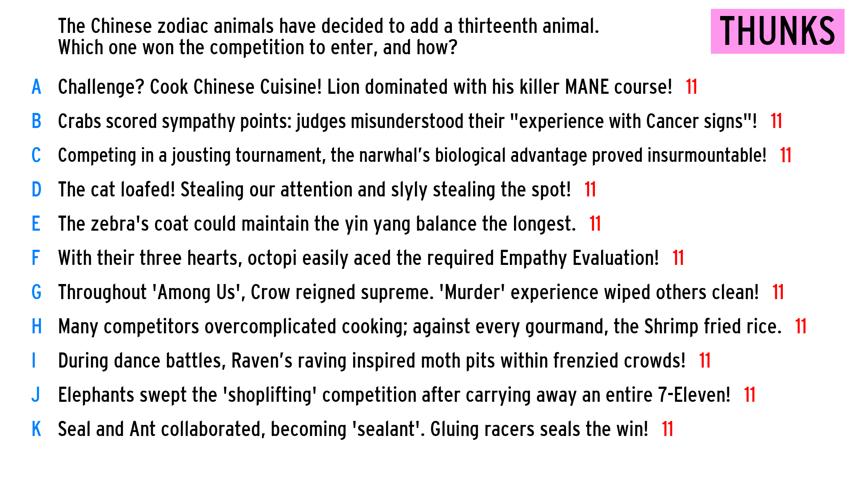 The Chinese zodiac animals have decided to add a thirteenth animal.
Which one won the competition to enter, and how?
THUNKS
A Challenge? Cook Chinese Cuisine! Lion dominated with his killer MANE course! 11
B Crabs scored sympathy points: judges misunderstood their "experience with Cancer signs"! 11
C Competing in a jousting tournament, the narwhal’s biological advantage proved insurmountable! 11
D The cat loafed! Stealing our attention and slyly stealing the spot! 11
E The zebra's coat could maintain the yin yang balance the longest. 11
F With their three hearts, octopi easily aced the required Empathy Evaluation! 11
G Throughout 'Among Us', Crow reigned supreme. 'Murder' experience wiped others clean! 11
H Many competitors overcomplicated cooking; against every gourmand, the Shrimp fried rice. 11
I During dance battles, Raven’s raving inspired moth pits within frenzied crowds! 11
J Elephants swept the 'shoplifting' competition after carrying away an entire 7-Eleven! 11
K Seal and Ant collaborated, becoming 'sealant'. Gluing racers seals the win! 11